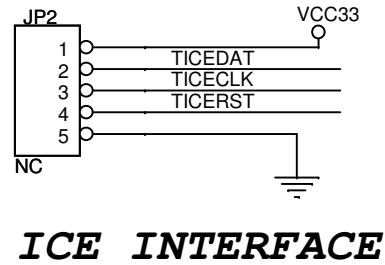 JP2
VCC33
1
TICEDAT
2
TICECLK
3
TICERST
4
5
NC
ICE INTERFACE